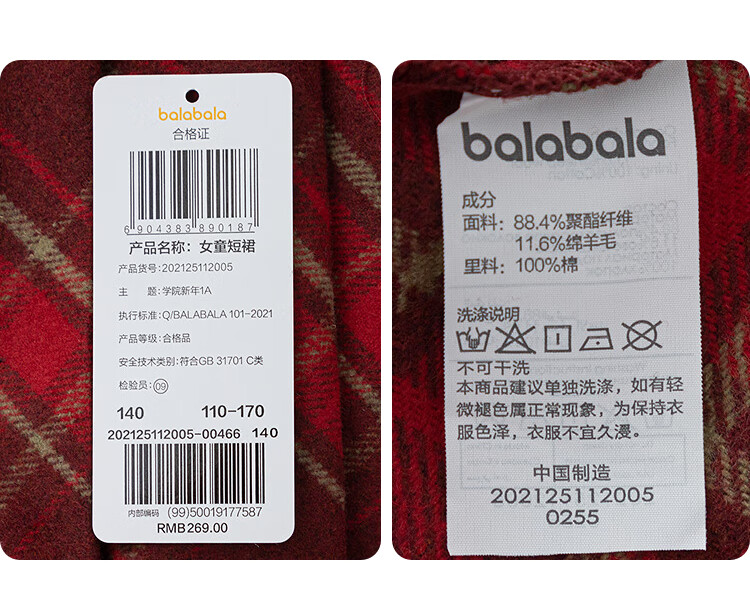 balabala
合格证
6904383890187
产品名称：女童短裙
产品货号:202125112005
主　题:学院新年1A
执行标准:Q/BALABALA 101-2021
产品等级:合格品
安全技术类别:符合GB 31701 C类
检验员:09
140 110-170
202125112005-00466 140
内部编码 (99)50019177587
RMB269.00
balabala
成分
面料：88.4%聚酯纤维
11.6%绵羊毛
里料：100%棉
洗涤说明
不可干洗
本商品建议单独洗涤，如有轻
微褪色属正常现象，为保持衣
服色泽，衣服不宜久漫。
中国制造
202125112005
0255